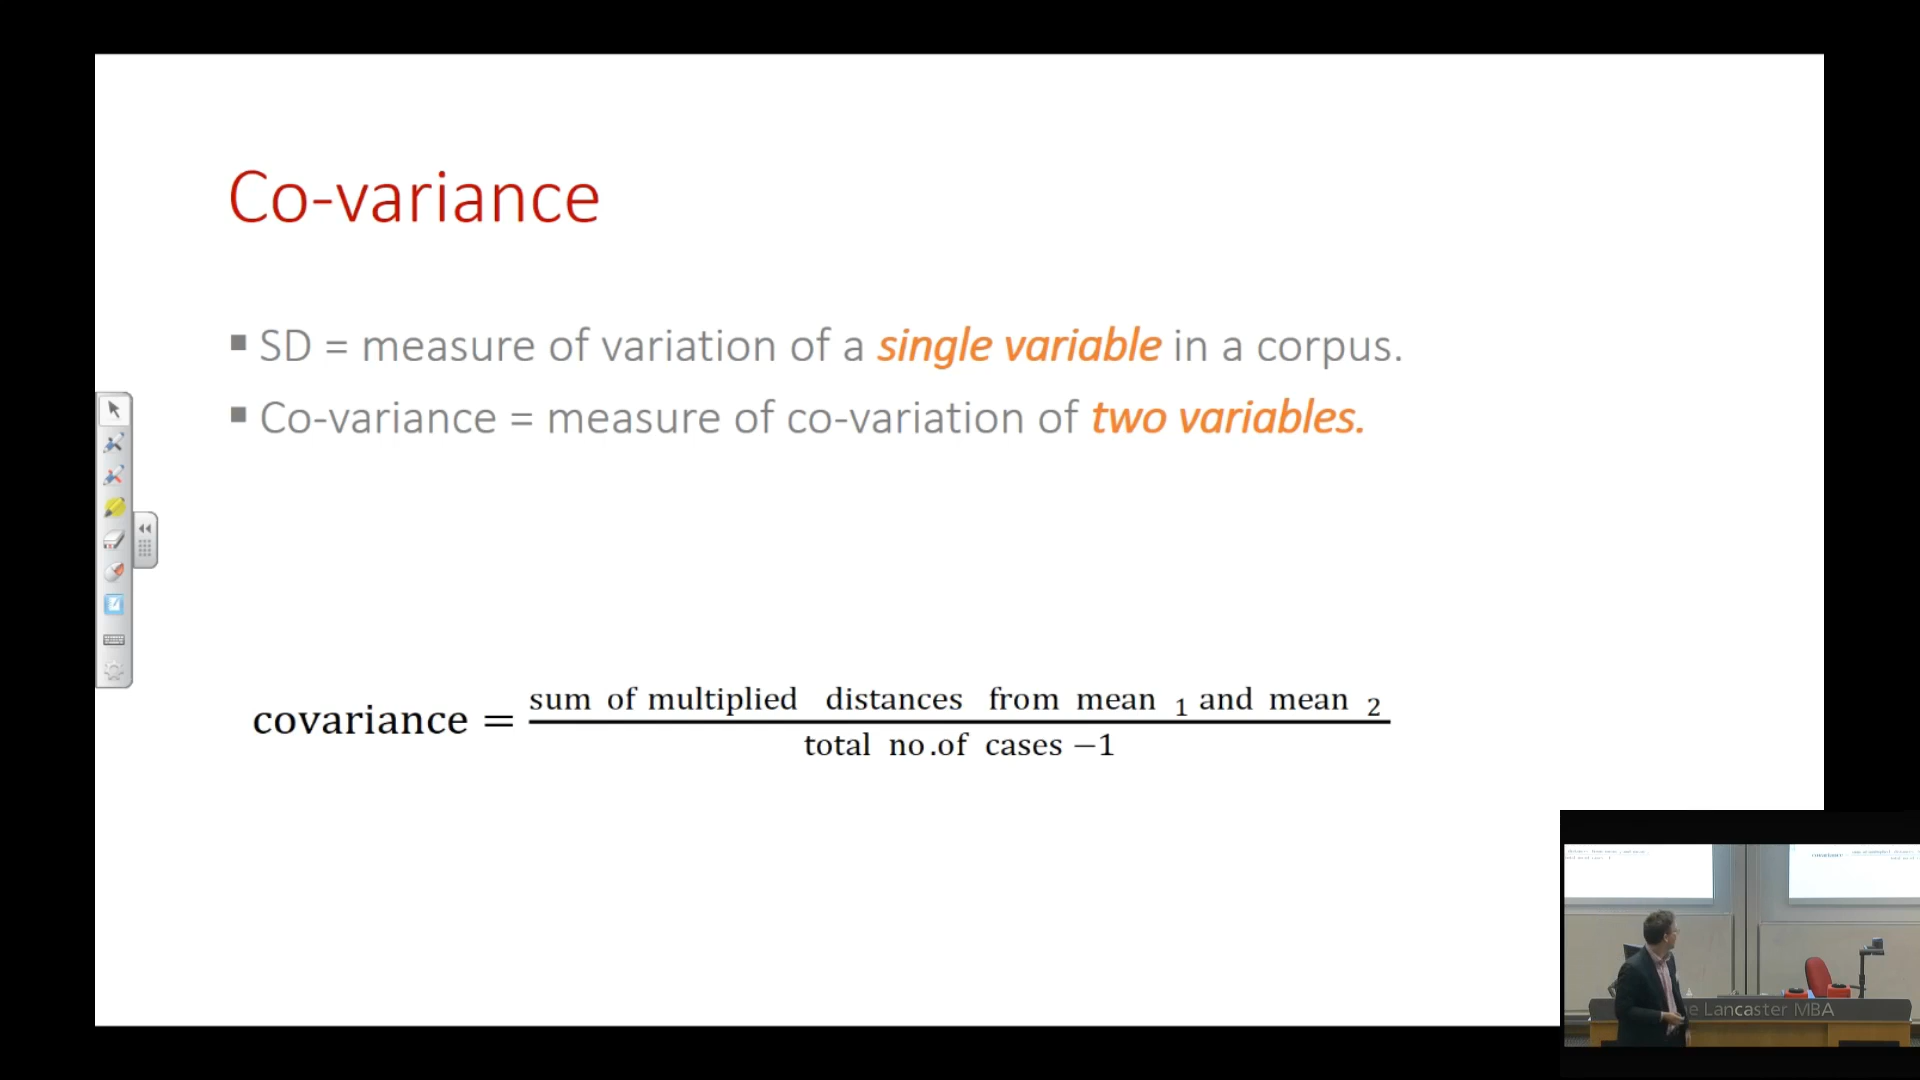 Co-variance
▪ SD = measure of variation of a single variable in a corpus.
▪ Co-variance = measure of co-variation of two variables.
covariance = sum of multiplied distances from mean 1 and mean 2
total no.of cases −1
e Lancaster MBA